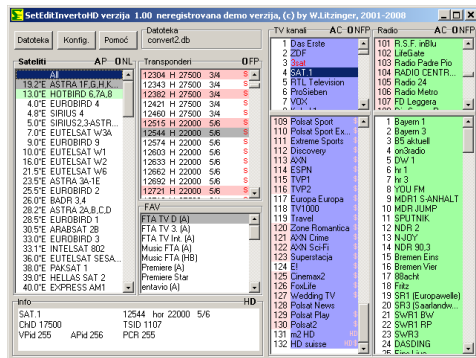 SetEditInvertoHD verzija 1.00 neregistrovana demo verzija, (c) by W.Litzinger, 2001-2008
Datoteka
Konfig.
Pomoć
Datoteka
convert2.db
Sateliti AP-ONL
All
19.2°E ASTRA 1F,G,H,K,..
13.0°E HOTBIRD 6,7A,8
4.0°E EUROBIRD 4
4.8°E SIRIUS 4
5.0°E SIRIUS2,3-ASTR...
7.0°E EUTELSAT W3A
9.0°E EUROBIRD 9
10.0°E EUTELSAT W1
16.0°E EUTELSAT W2
21.5°E EUTELSAT W6
23.5°E ASTRA 3A-1E
25.5°E EUROBIRD 2
26.0°E BADR 3,4
28.2°E ASTRA 2A,B,C,D
28.5°E EUROBIRD 1
30.5°E ARABSAT 2B
33.0°E EUROBIRD 3
33.1°E INTELSAT 802
36.0°E EUTELSAT SESA...
38.0°E PAKSAT 1
39.0°E HELLAS SAT 2
40.0°E EXPRESS AM1
Transponderi OFP
12304 H 27500 3/4 S
12343 H 27500 3/4 S
12382 H 27500 3/4 S
12421 H 27500 3/4 S
12460 H 27500 3/4 S
12515 H 22000 5/6 S
12544 H 22000 5/6 S
12574 H 22000 5/6 S
12603 H 22000 5/6 S
12633 H 22000 5/6 S
12662 H 22000 5/6 S
12692 H 22000 5/6 S
12721 H 22000 5/6 S
FAV
FTA TV D (A)
FTA TV 3. (A)
FTA TV Int. (A)
Music FTA (A)
Music FTA (HB)
Premiere (A)
Premiere Star
entavio (A)
Info HD
SAT.1 12544 hor 22000 5/6
ChID 17500 TSID 1107
VPid 255 APid 256 PCR 255
TV kanali AC ONFP
1 Das Erste
2 ZDF
3 3sat
4 SAT.1
5 RTL Television
6 ProSieben
7 VOX
109 Polsat Sport
110 Polsat Sport Ex...
111 Extreme Sports
112 Discovery
113 AXN
114 ESPN
115 TVP1
116 TVP2
117 Europa Europa
118 TV1000
119 Travel
120 Zone Romantica
121 AXN Crime
122 AXN SciFi
123 Superstacja
124 E!
125 Cinemax2
126 FoxLife
127 Wedding TV
128 Polsat News
129 Polsat Play
130 Polsat2
131 m2 HD
132 HD suisse
Radio AC OFP
101 R.S.F. inBlu
102 LifeGate
103 Radio Padre Pio
104 RADIO CENTR...
105 Radio 24
106 Radio Metro
107 FD Leggera
1 Bayern 1
2 Bayern 3
3 B5 aktuell
4 on3radio
5 DW 1
6 hr 1
7 hr 3
8 YOU FM
9 MDR1 S-ANHALT
10 MDR JUMP
11 SPUTNIK
12 NDR 2
13 N-JOY
14 NDR 90,3
15 Bremen Eins
16 Bremen Vier
17 88acht
18 Fritz
19 SR1 (Europawelle)
20 SR3 (Saarlandw...
21 SWR1 BW
22 SWR1 RP
23 SWR3
24 DASDING
25 Eins Live